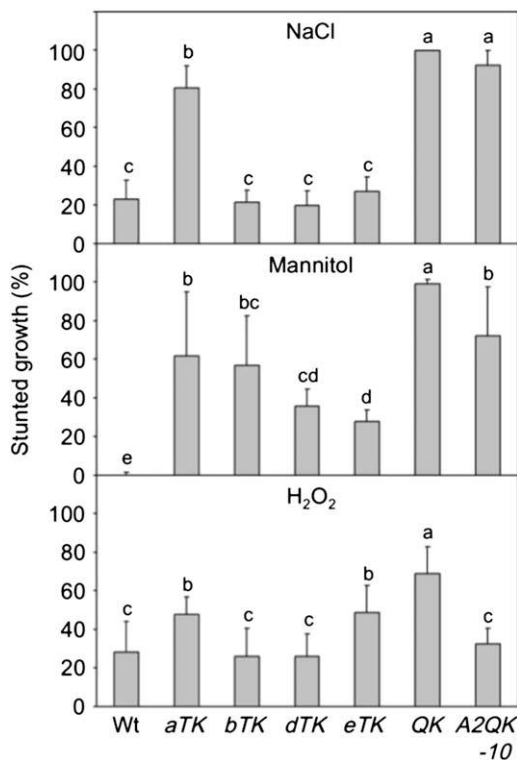 Stunted growth (%)
NaCl
100
80
60
40
20
0
c
b
c
c
c
a
a
Mannitol
100
80
60
40
20
0
e
b
bc
cd
d
a
b
H₂O₂
100
80
60
40
20
0
c
b
c
c
b
a
c
Wt aTK bTK dTK eTK QK A2QK
-10